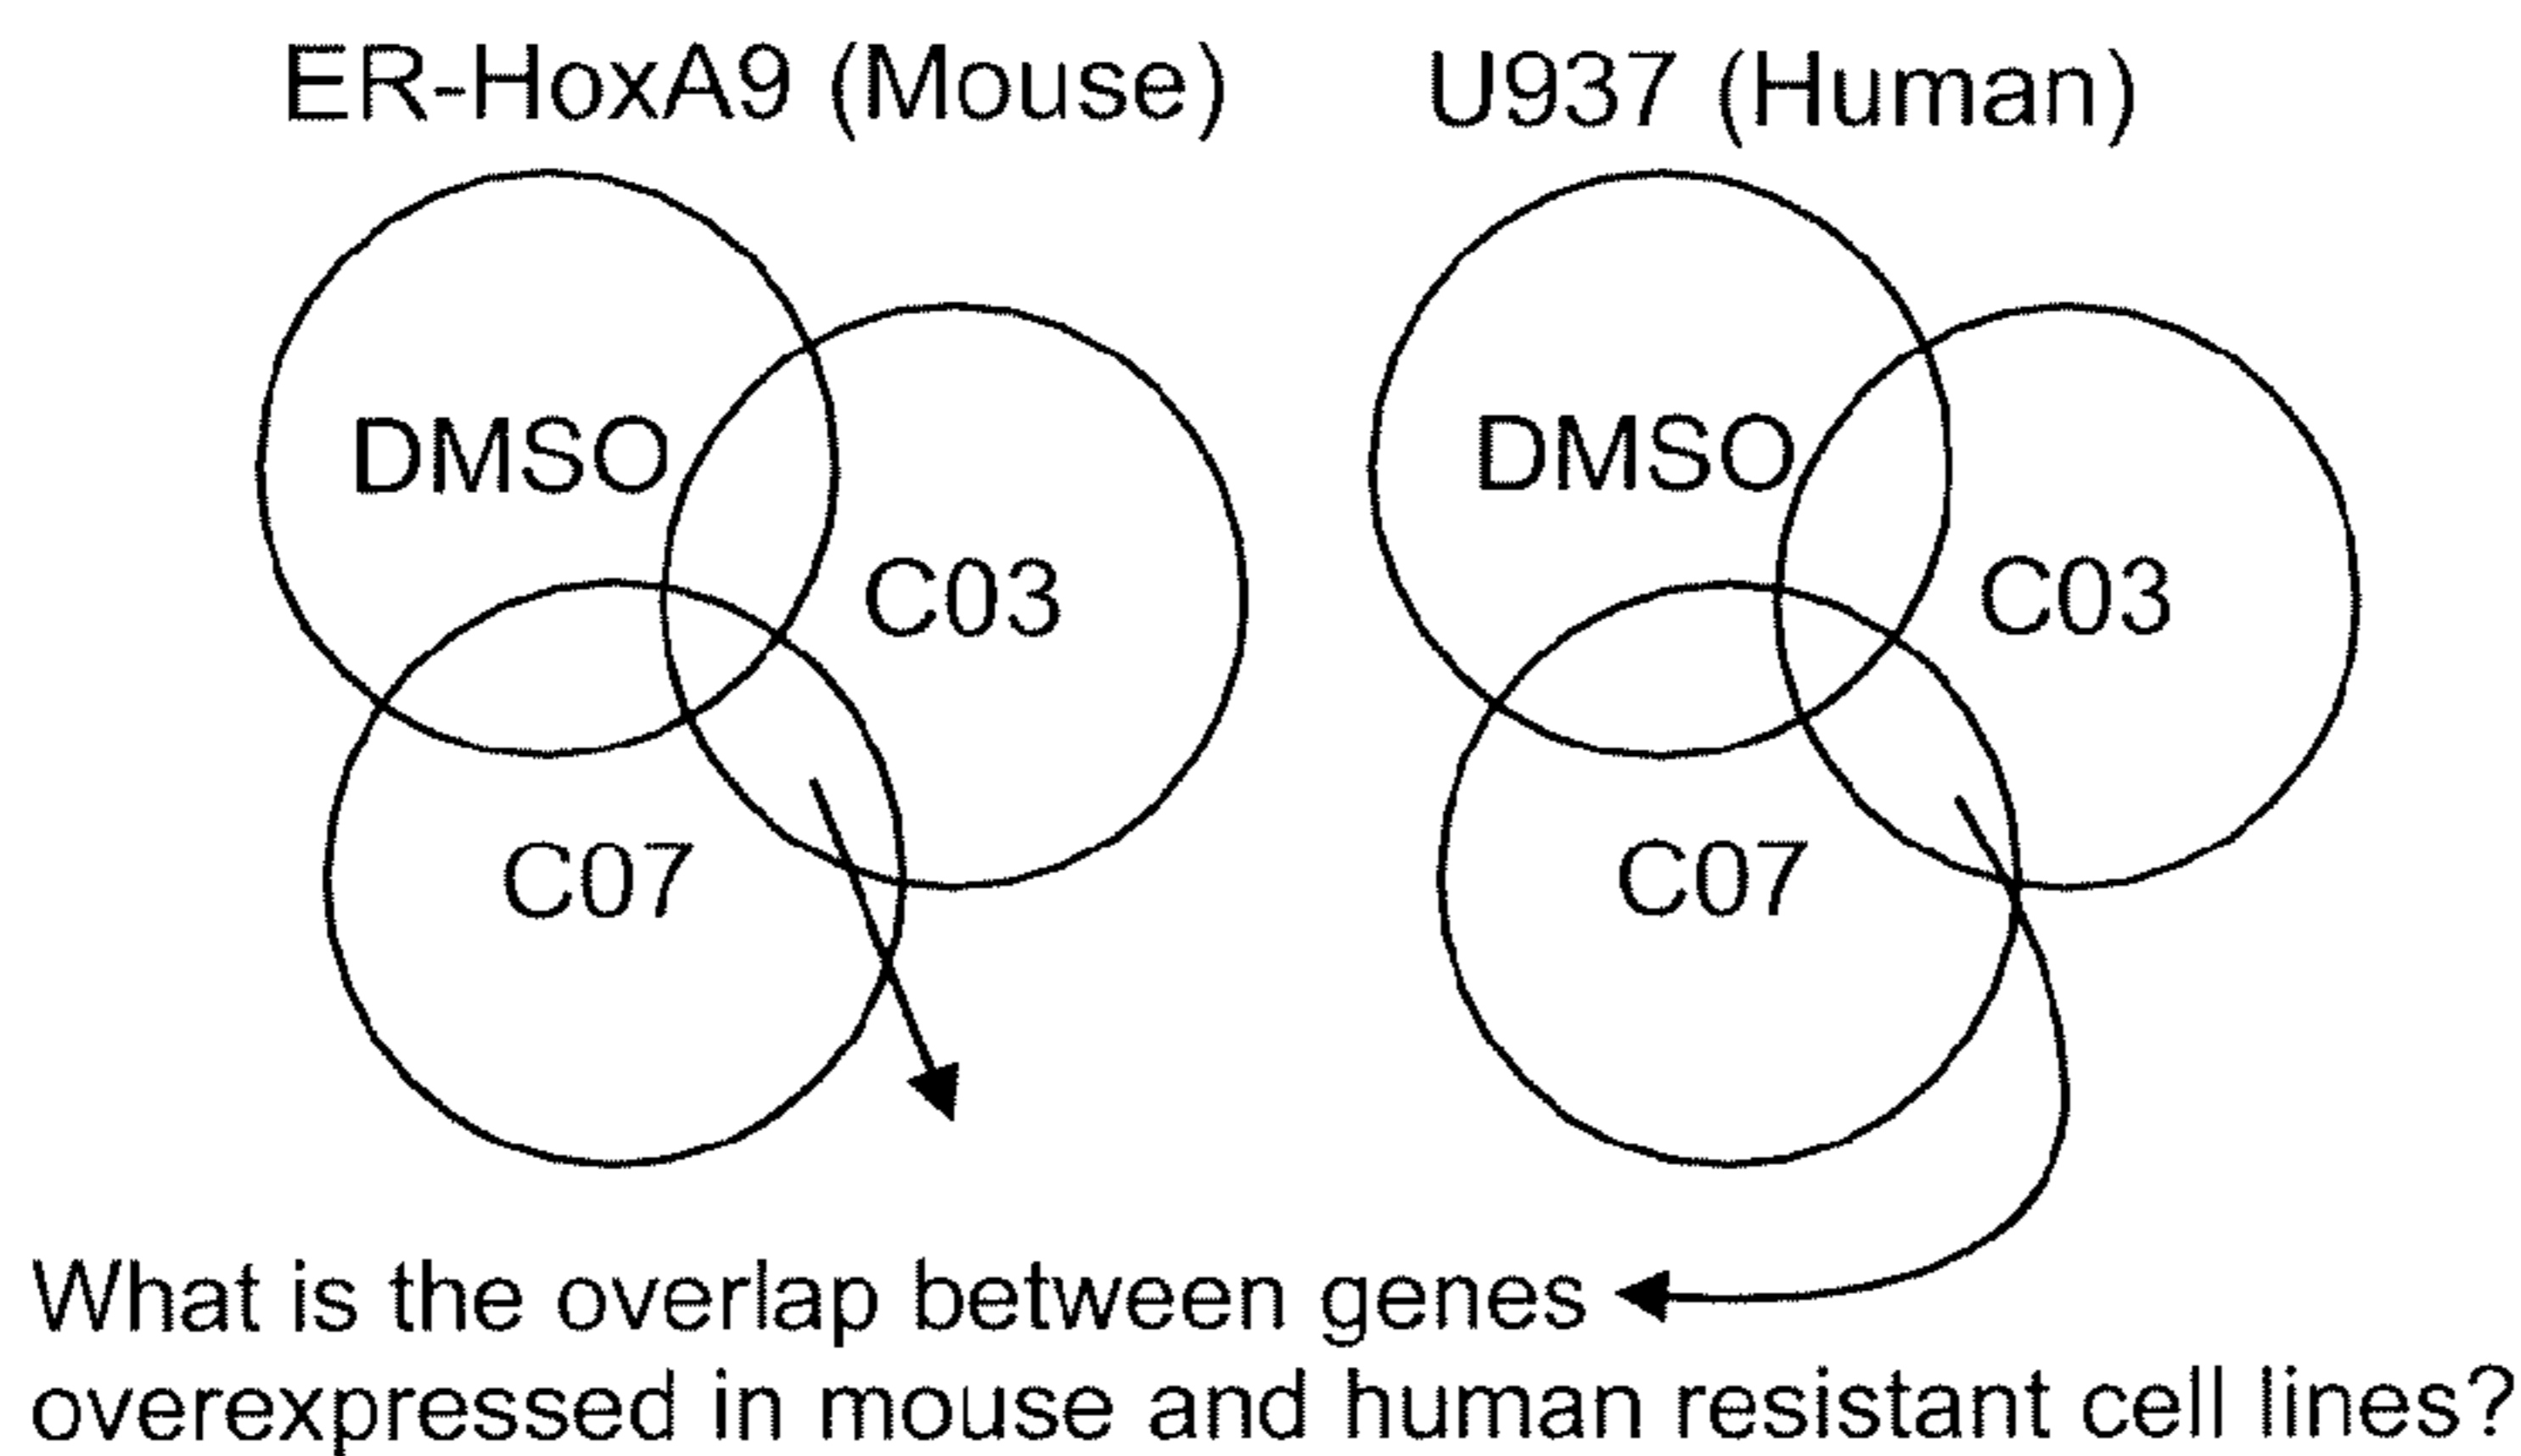 ER-HoxA9 (Mouse)
DMSO
C03
C07
U937 (Human)
DMSO
C03
C07
What is the overlap between genes
overexpressed in mouse and human resistant cell lines?